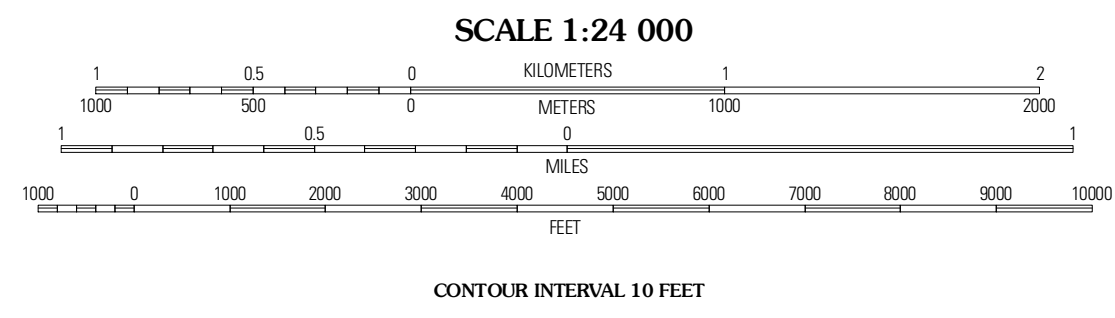 SCALE 1:24 000
1 0.5 0 KILOMETERS 1 2
1000 500 0 METERS 1000 2000
1 0.5 0 1
MILES
1000 0 1000 2000 3000 4000 5000 6000 7000 8000 9000 10000
FEET
CONTOUR INTERVAL 10 FEET